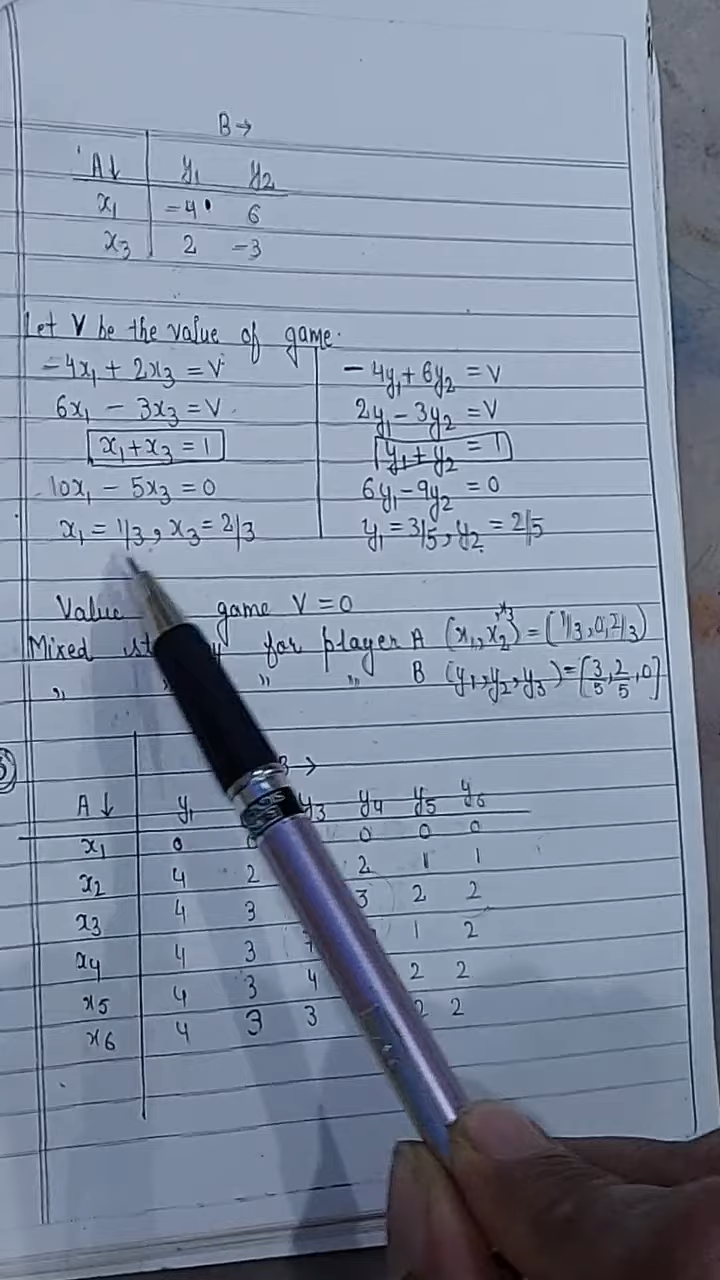 B→
A↓ y₁ y₂
x₁ -4 6
x₃ 2 -3
Let V be the value of game.
-4x₁ + 2x₃ = V
6x₁ - 3x₃ = V
x₁+x₃ = 1
10x₁ - 5x₃ = 0
x₁ = 1/3, x₃ = 2/3
-4y₁+6y₂ = V
2y₁-3y₂ = V
y₁+y₂ = 1
6y₁-9y₂ = 0
y₁ = 3/5, y₂ = 2/5
Value game V = 0
Mixed for player A (x₁, x₂, x₃) = (1/3, 0, 2/3)
,, ,, ,, B (y₁, y₂, y₃) = [3/5, 2/5, 0]
→
A↓ y₁ y₃ y₄ y₅ y₆
x₁ 0 0 0 0
x₂ 4 2 2 1 1
x₃ 4 3 3 2 2
x₄ 4 3 1 2
x₅ 4 3 4 2 2
x₆ 4 3 3 2 2